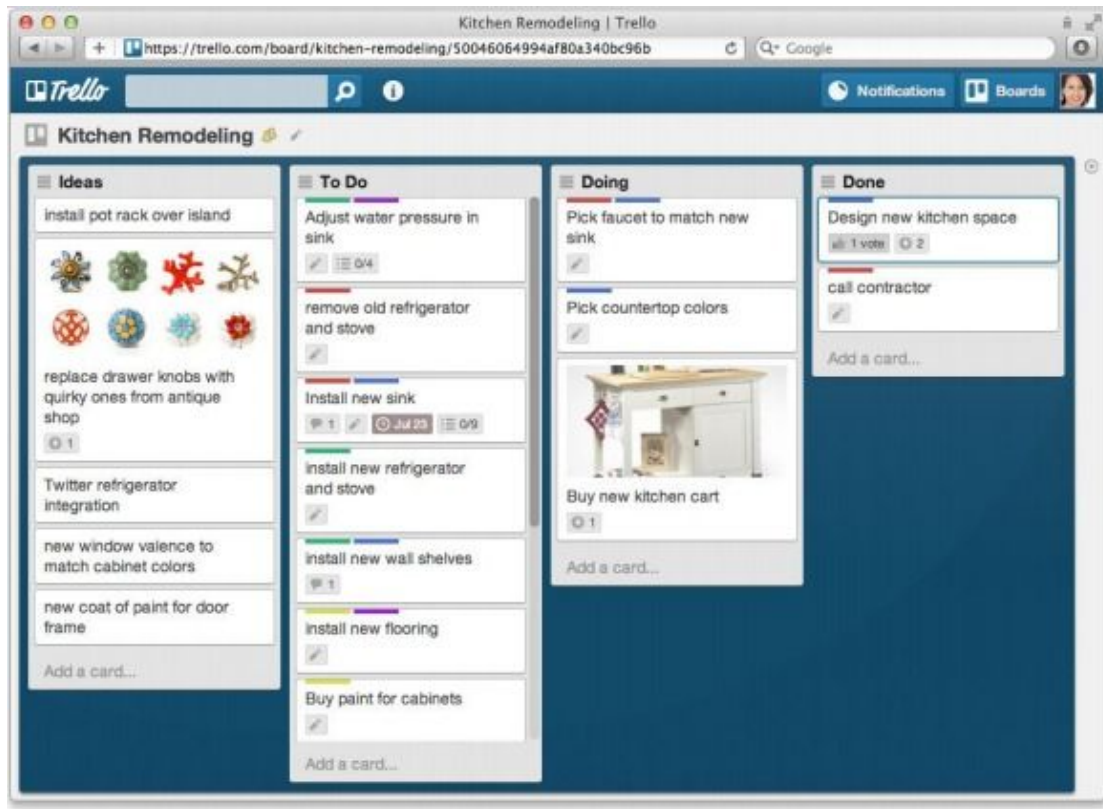 Kitchen Remodeling | Trello
https://trello.com/board/kitchen-remodeling/50046064994af80a340bc96b
Google
Trello
Notifications
Boards
Kitchen Remodeling
Ideas
install pot rack over island
replace drawer knobs with
quirky ones from antique
shop
1
Twitter refrigerator
integration
new window valence to
match cabinet colors
new coat of paint for door
frame
Add a card...
To Do
Adjust water pressure in
sink
0/4
remove old refrigerator
and stove
Install new sink
1 Jul 23 0/9
install new refrigerator
and stove
install new wall shelves
1
install new flooring
Buy paint for cabinets
Add a card...
Doing
Pick faucet to match new
sink
Pick countertop colors
Buy new kitchen cart
1
Add a card...
Done
Design new kitchen space
1 vote 2
call contractor
Add a card...